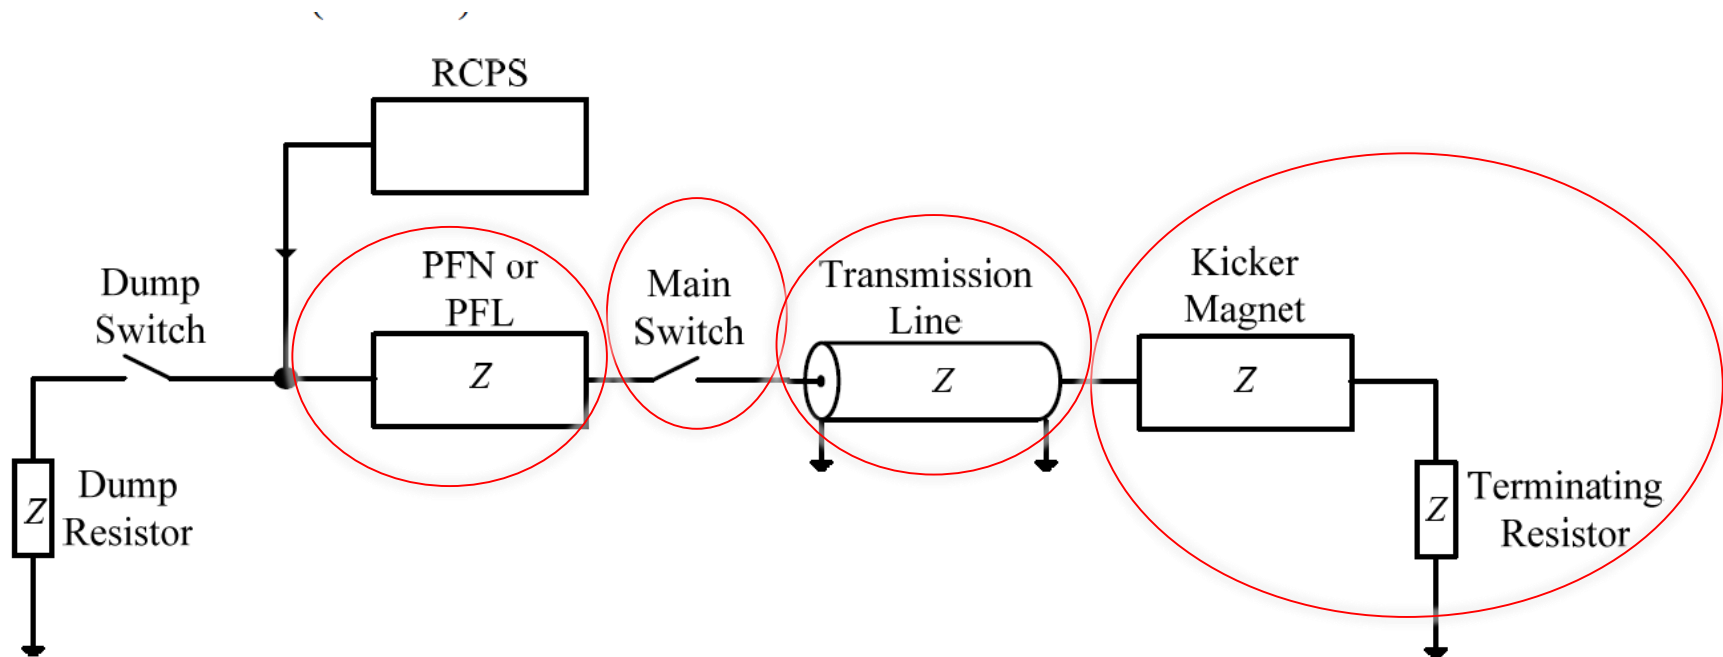 RCPS
PFN or
PFL
Z
Dump
Switch
Main
Switch
Transmission
Line
Z
Kicker
Magnet
Z
Dump
Resistor
Z
Terminating
Resistor
Z